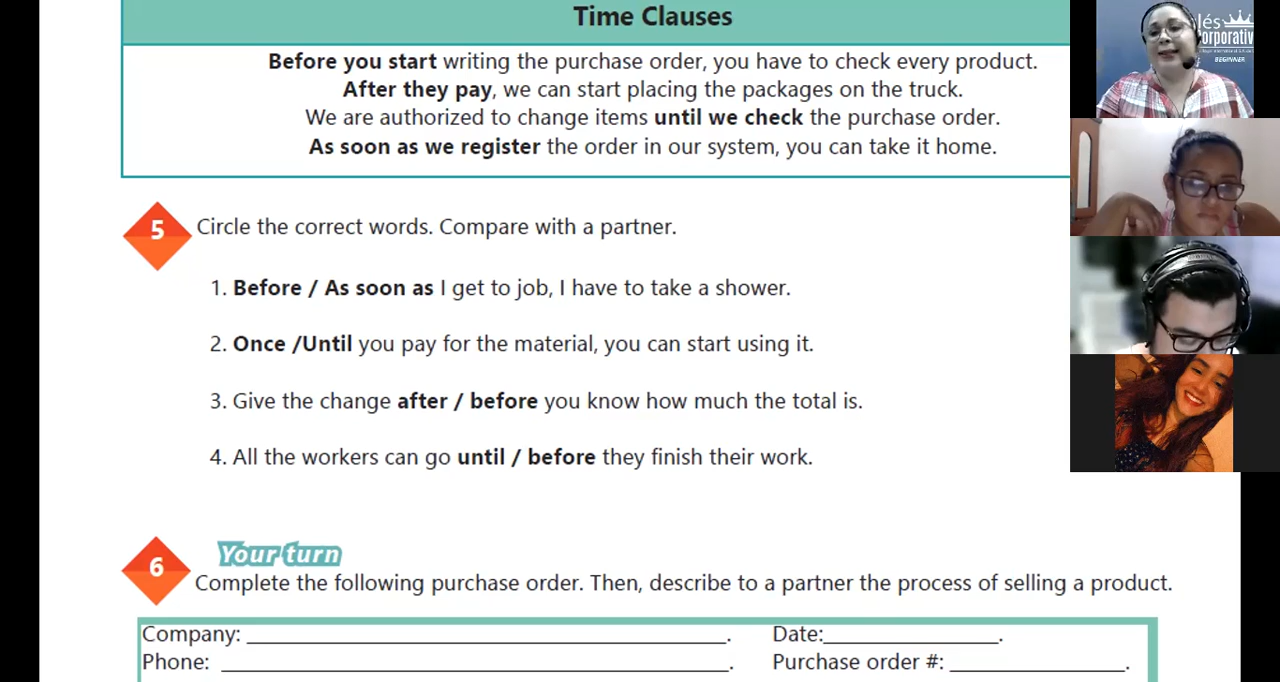 Time Clauses
Before you start writing the purchase order, you have to check every product.
After they pay, we can start placing the packages on the truck.
We are authorized to change items until we check the purchase order.
As soon as we register the order in our system, you can take it home.
5
Circle the correct words. Compare with a partner.
1. Before / As soon as I get to job, I have to take a shower.
2. Once /Until you pay for the material, you can start using it.
3. Give the change after / before you know how much the total is.
4. All the workers can go until / before they finish their work.
6
Your turn
Complete the following purchase order. Then, describe to a partner the process of selling a product.
Company: ______________________________. Date:____________.
Phone: ______________________________. Purchase order #: ____________.
BEGINNER